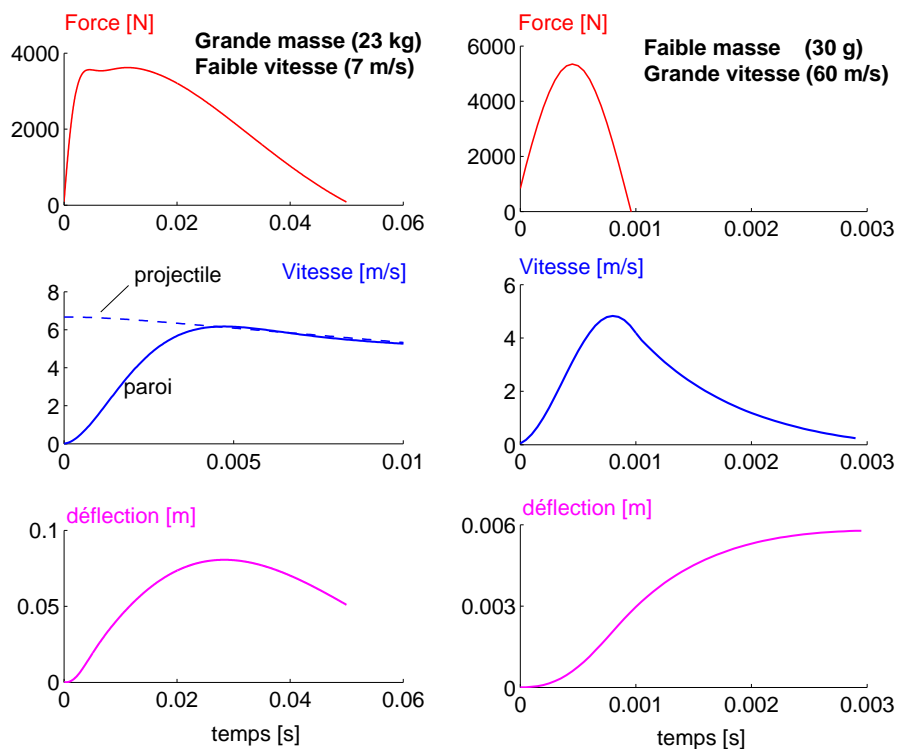 Force [N]
Grande masse (23 kg)
Faible vitesse (7 m/s)
4000
2000
0
0 0.02 0.04 0.06
Force [N]
Faible masse (30 g)
Grande vitesse (60 m/s)
6000
4000
2000
0
0 0.001 0.002 0.003
Vitesse [m/s]
projectile
paroi
8
6
4
2
0
0 0.005 0.01
Vitesse [m/s]
6
4
2
0
0 0.001 0.002 0.003
déflection [m]
0.1
0.05
0
0 0.02 0.04 0.06
temps [s]
déflection [m]
0.006
0.003
0
0 0.001 0.002 0.003
temps [s]